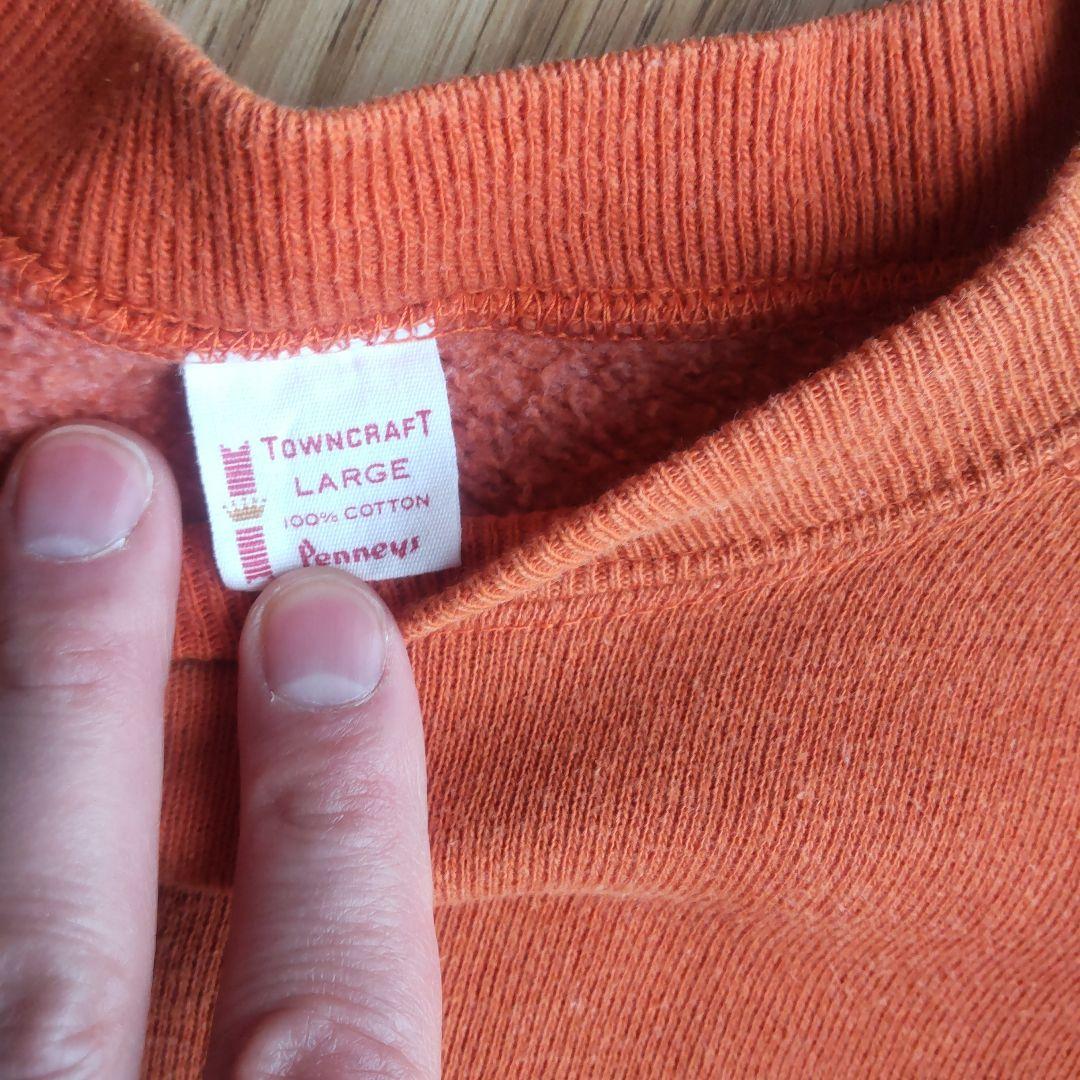 TOWNCRAFT
LARGE
100% COTTON
Penneys